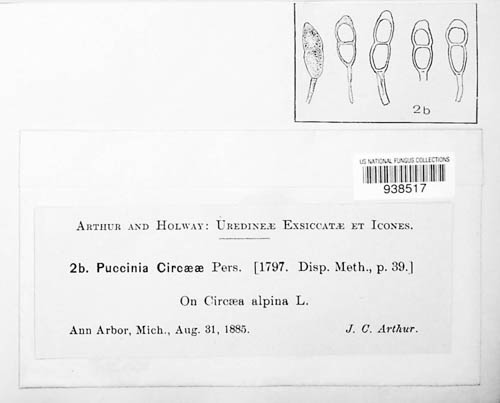 2b
US NATIONAL FUNGUS COLLECTIONS
938517
ARTHUR AND HOLWAY: UREDINEÆ EXSICCATÆ ET ICONES.
2b. Puccinia Circææ Pers. [1797. Disp. Meth., p. 39.]
On Circæa alpina L.
Ann Arbor, Mich., Aug. 31, 1885. J. C. Arthur.